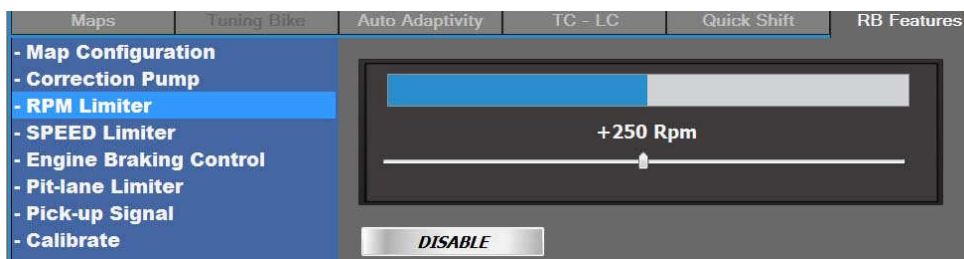 Maps Tuning Bike Auto Adaptivity TC - LC Quick Shift RB Features
- Map Configuration
- Correction Pump
- RPM Limiter
- SPEED Limiter
- Engine Braking Control
- Pit-lane Limiter
- Pick-up Signal
- Calibrate
+250 Rpm
DISABLE